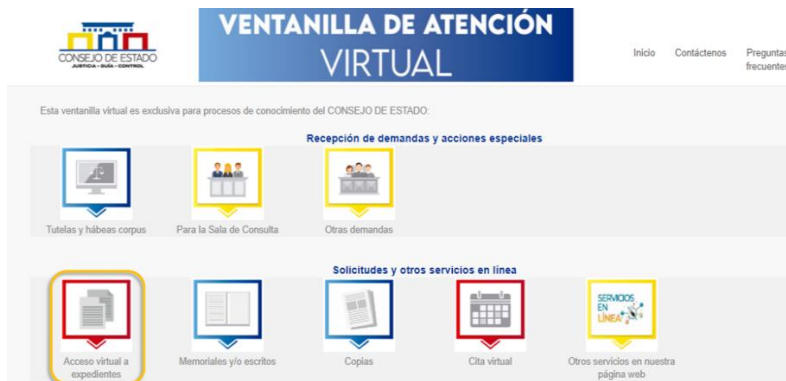 CONSEJO DE ESTADO
JUSTICIA - GUÍA - CONTROL
VENTANILLA DE ATENCIÓN
VIRTUAL
Inicio
Contáctenos
Preguntas
frecuentes
Esta ventanilla virtual es exclusiva para procesos de conocimiento del CONSEJO DE ESTADO:
Recepción de demandas y acciones especiales
Tutelas y hábeas corpus
Para la Sala de Consulta
Otras demandas
Solicitudes y otros servicios en línea
SERVICIOS
EN
LÍNEA
Acceso virtual a
expedientes
Memoriales y/o escritos
Copias
Cita virtual
Otros servicios en nuestra
página web